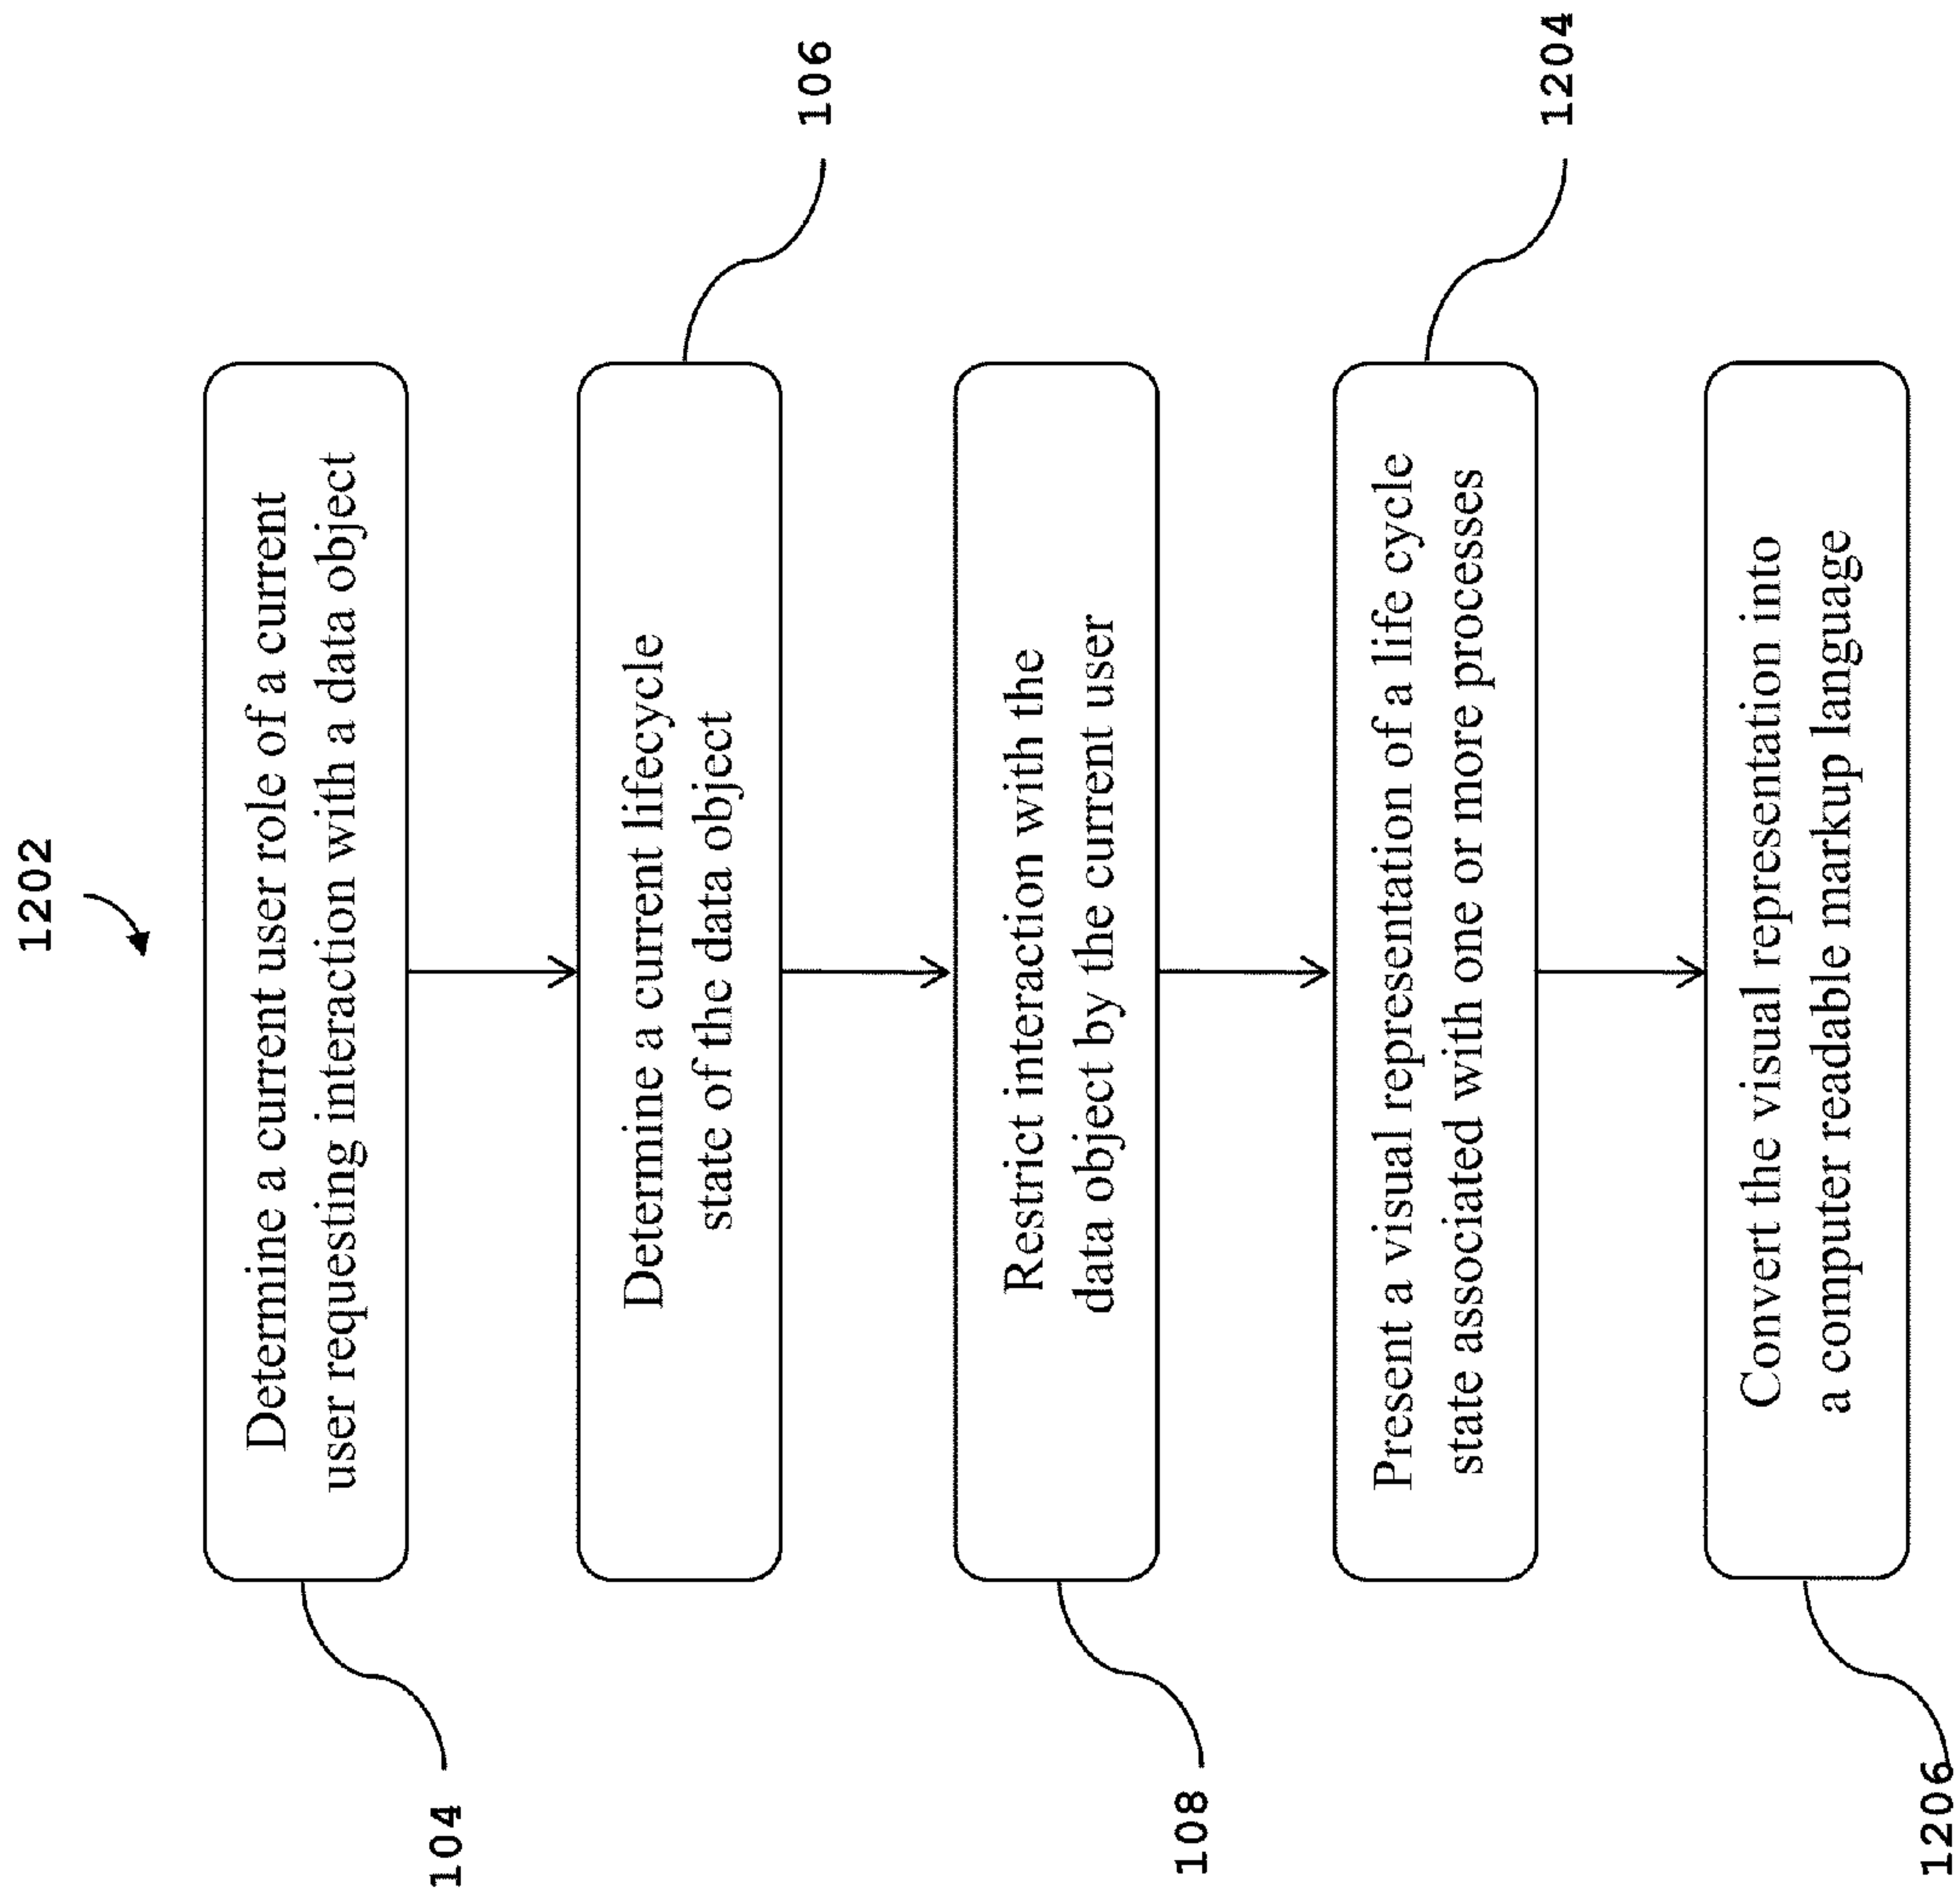 1202
104
Determine a current user role of a current
user requesting interaction with a data object
106
Determine a current lifecycle
state of the data object
108
Restrict interaction with the
data object by the current user
1204
Present a visual representation of a life cycle
state associated with one or more processes
1206
Convert the visual representation into
a computer readable markup language